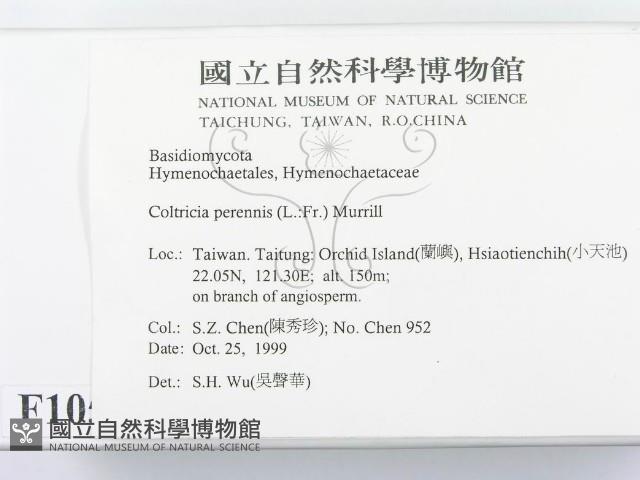 國立自然科學博物館
NATIONAL MUSEUM OF NATURAL SCIENCE
TAICHUNG, TAIWAN, R.O.CHINA
Basidiomycota
Hymenochaetales, Hymenochaetaceae
Coltricia perennis (L.:Fr.) Murrill
Loc.: Taiwan. Taitung: Orchid Island(蘭嶼), Hsiaotienchih(小天池)
22.05N, 121.30E; alt. 150m;
on branch of angiosperm.
Col.: S.Z. Chen(陳秀珍); No. Chen 952
Date: Oct. 25, 1999
Det.: S.H. Wu(吳聲華)
國立自然科學博物館
NATIONAL MUSEUM OF NATURAL SCIENCE